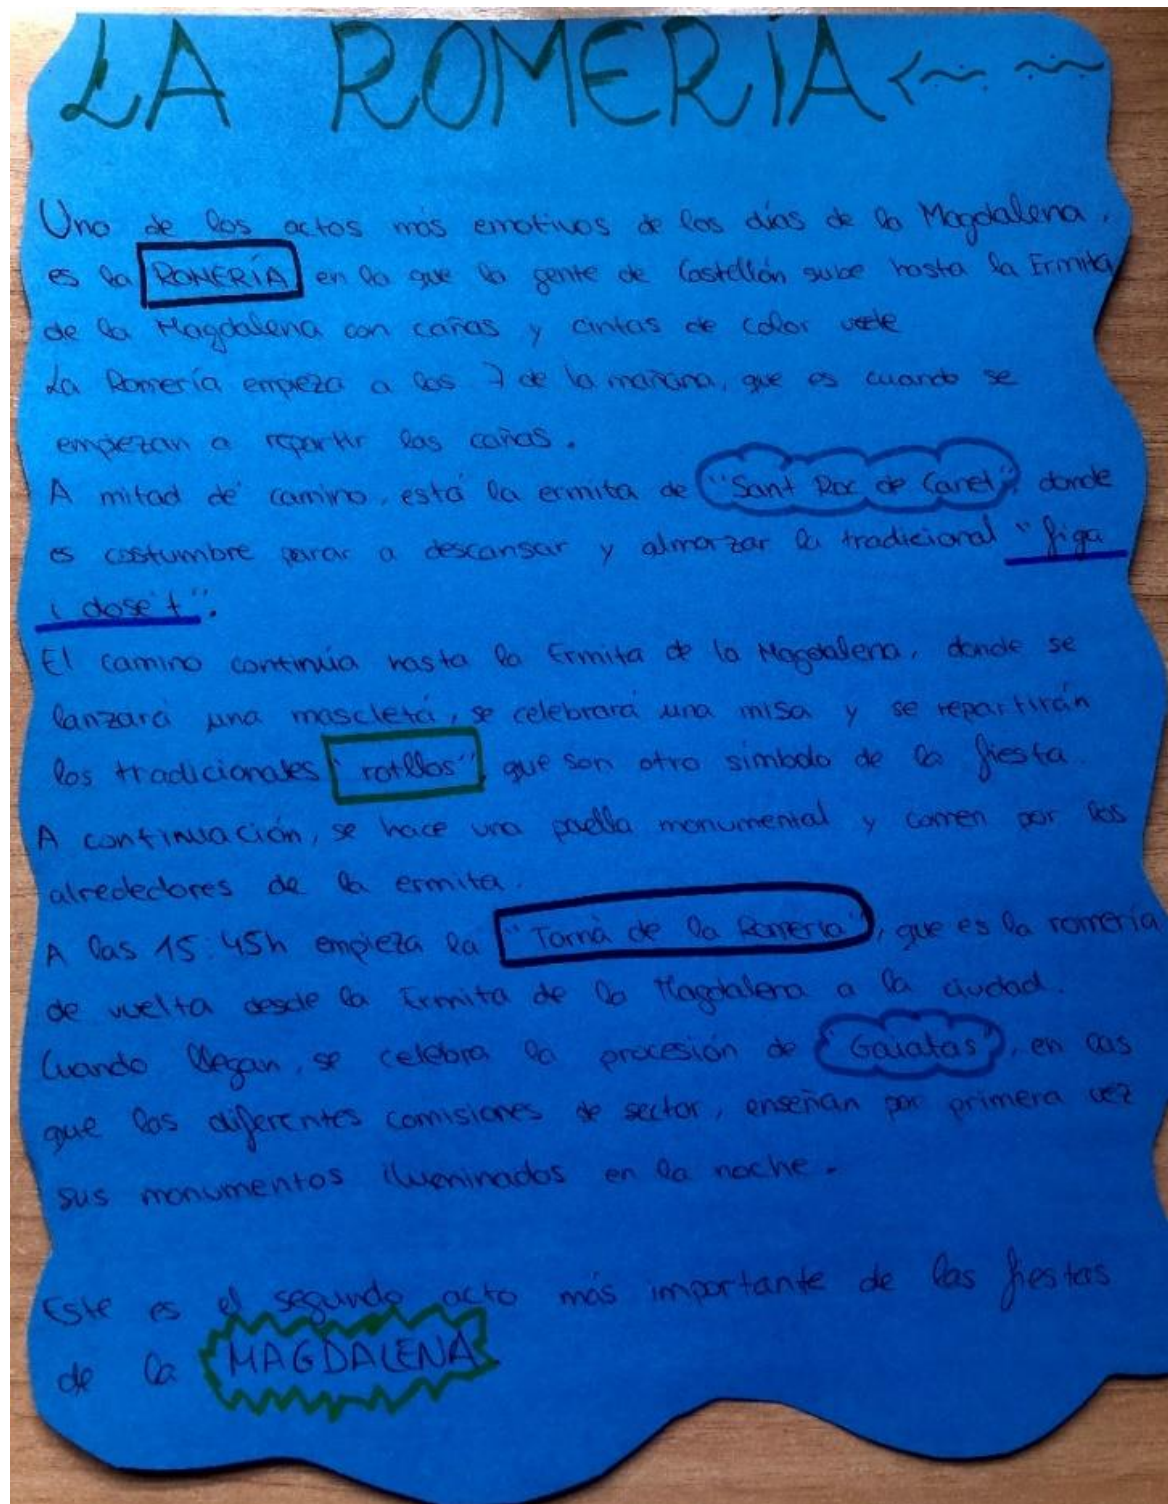 LA ROMERÍA
Uno de los actos más emotivos de los días de la Magdalena,
es la ROMERÍA en la que la gente de Castellón sube hasta la Ermita
de la Magdalena con cañas y cintas de color
La Romería empieza a las 7 de la mañana, que es cuando se
empiezan a repartir las cañas.
A mitad de camino, está la ermita de "Sant Roc de Canet", donde
es costumbre parar a descansar y almorzar la tradicional "figa
i dose't".
El camino continúa hasta la Ermita de la Magdalena, donde se
lanzará una mascletá, se celebrará una misa y se repartirán
los tradicionales "rotllos" que son otro símbolo de la fiesta.
A continuación, se hace una paella monumental y comen por los
alrededores de la ermita.
A las 15:45h empieza la "Tornà de la Romeria", que es la romería
de vuelta desde la Ermita de la Magdalena a la ciudad.
Cuando llegan, se celebra la procesión de "Gaiatas", en las
que las diferentes comisiones de sector, enseñan por primera vez
sus monumentos iluminados en la noche.
Este es el segundo acto más importante de las fiestas
de la MAGDALENA